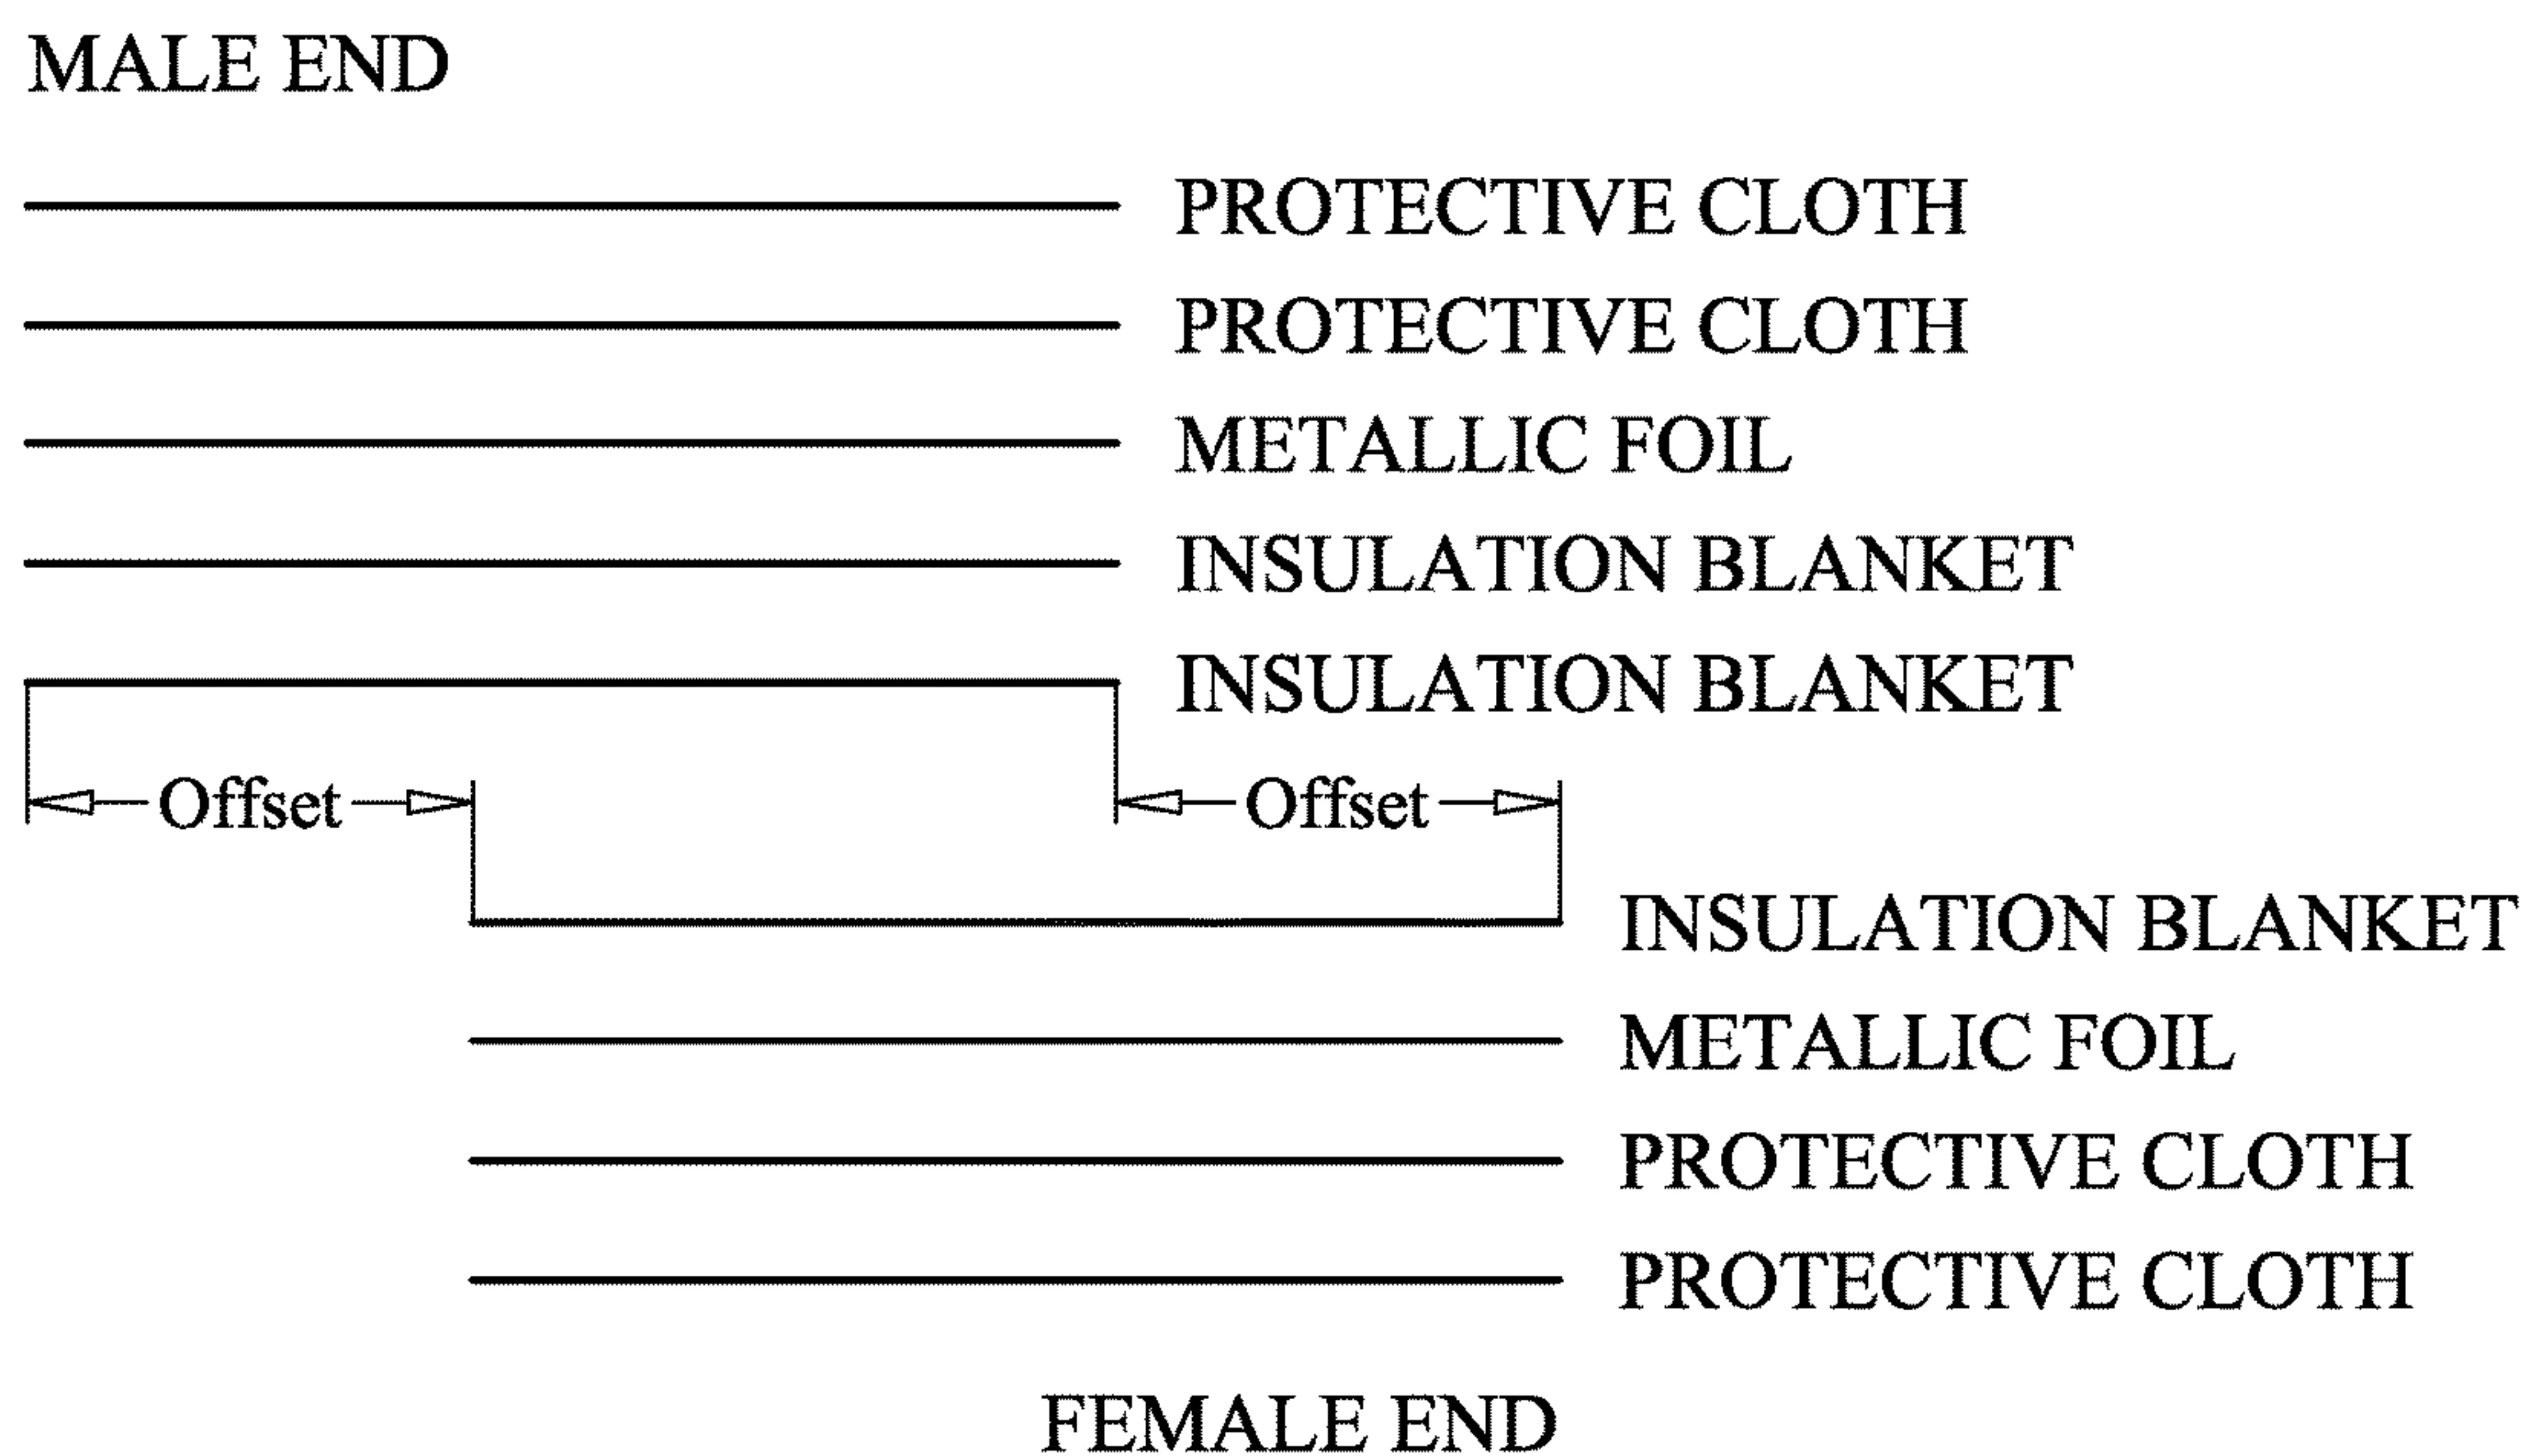 MALE END
PROTECTIVE CLOTH
PROTECTIVE CLOTH
METALLIC FOIL
INSULATION BLANKET
INSULATION BLANKET
Offset Offset
INSULATION BLANKET
METALLIC FOIL
PROTECTIVE CLOTH
PROTECTIVE CLOTH
FEMALE END